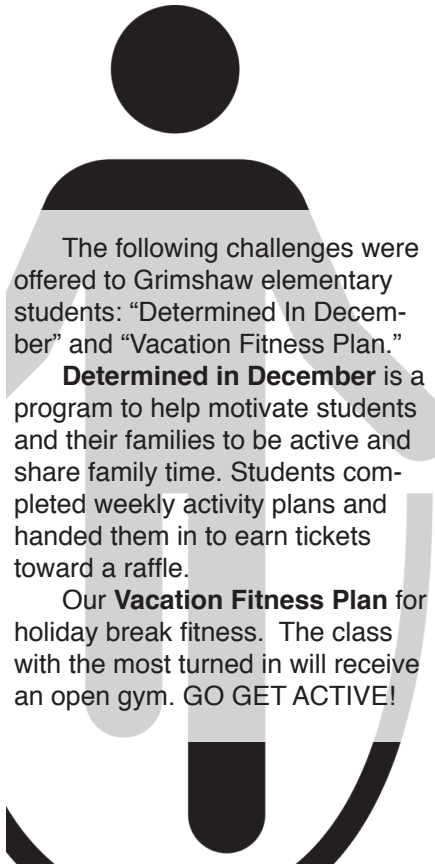 The following challenges were
offered to Grimshaw elementary
students: “Determined In Decem-
ber” and “Vacation Fitness Plan.”
Determined in December is a
program to help motivate students
and their families to be active and
share family time. Students com-
pleted weekly activity plans and
handed them in to earn tickets
toward a raffle.
Our Vacation Fitness Plan for
holiday break fitness.  The class
with the most turned in will receive
an open gym. GO GET ACTIVE!